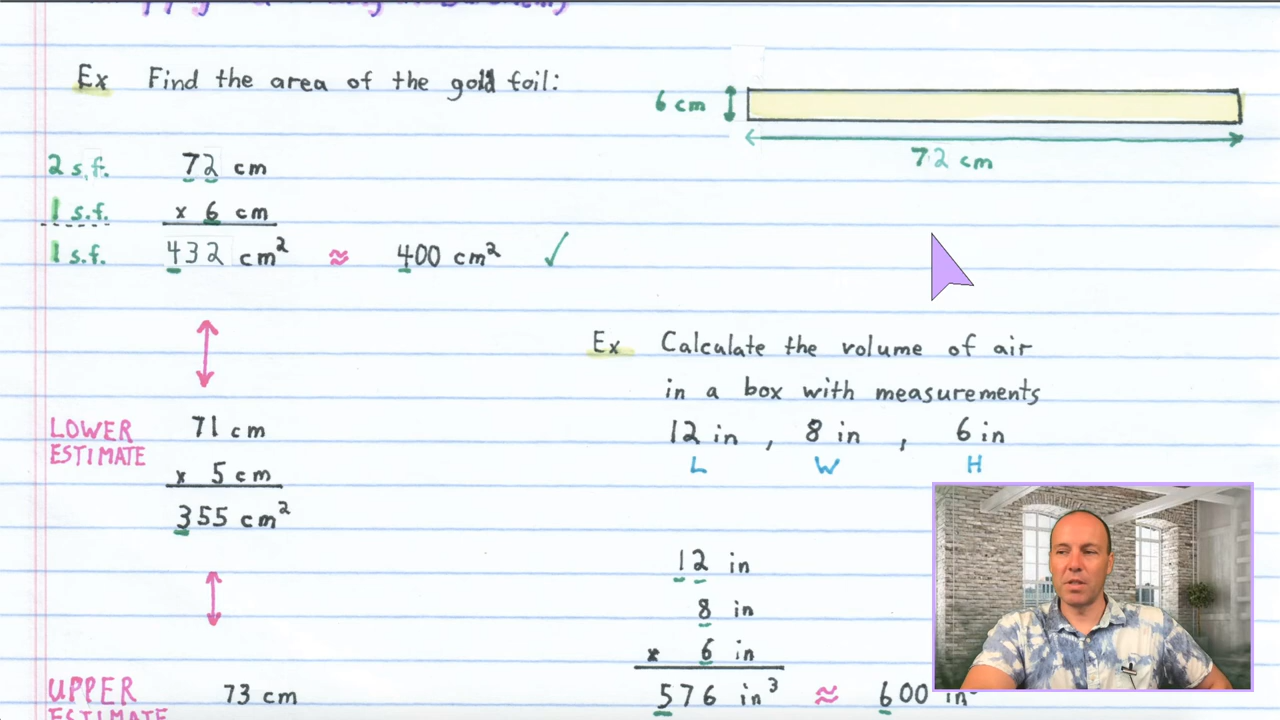 Ex Find the area of the gold foil:
6 cm
72 cm
2 s.f. 72 cm
1 s.f. x 6 cm
1 s.f. 432 cm² ≈ 400 cm² ✓
LOWER
ESTIMATE
71 cm
x 5 cm
355 cm²
UPPER
ESTIMATE
73 cm
Ex Calculate the volume of air
in a box with measurements
12 in , 8 in , 6 in
L W H
12 in
8 in
x 6 in
576 in³ ≈ 600 in³